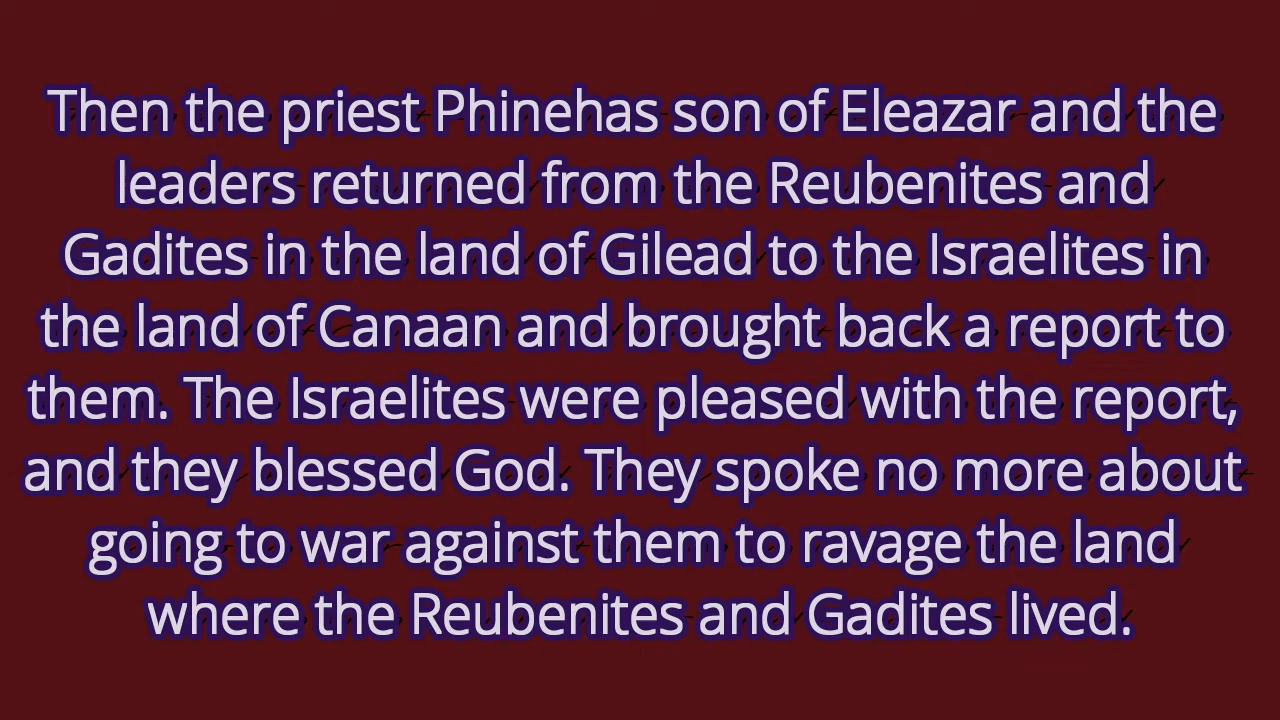 Then the priest Phinehas son of Eleazar and the
leaders returned from the Reubenites and
Gadites in the land of Gilead to the Israelites in
the land of Canaan and brought back a report to
them. The Israelites were pleased with the report,
and they blessed God. They spoke no more about
going to war against them to ravage the land
where the Reubenites and Gadites lived.